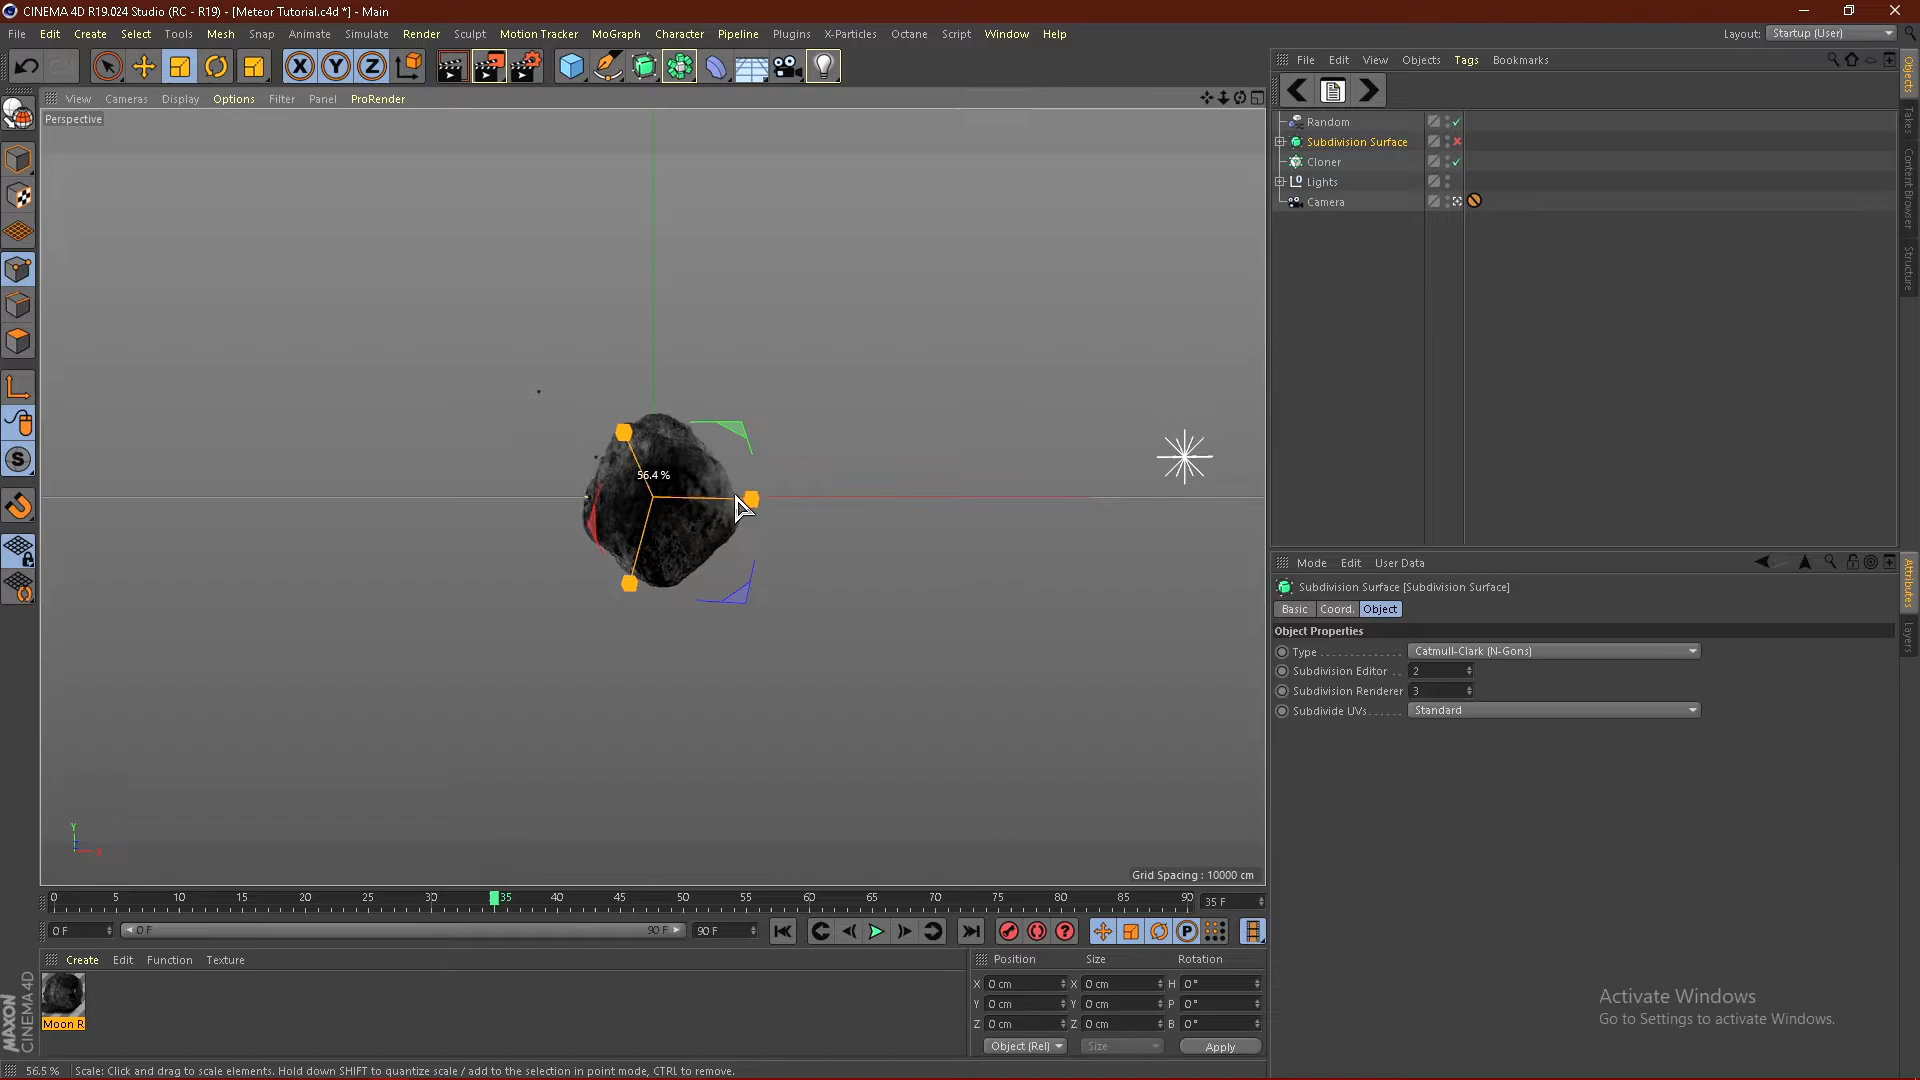 CINEMA 4D R19.024 Studio (RC - R19) - [Meteor Tutorial.c4d *] - Main
File Edit Create Select Tools Mesh Snap Animate Simulate Render Sculpt Motion Tracker MoGraph Character Pipeline Plugins X-Particles Octane Script Window Help
Layout: Startup (User)
X Y Z
View Cameras Display Options Filter Panel ProRender
Perspective
File Edit View Objects Tags Bookmarks
Random
Subdivision Surface
Cloner
Lights
Camera
Objects
Takes
Content Browser
Structure
56.4 %
Y
X
Grid Spacing : 10000 cm
Mode Edit User Data
Subdivision Surface [Subdivision Surface]
Basic Coord. Object
Object Properties
Type Catmull-Clark (N-Gons)
Subdivision Editor 2
Subdivision Renderer 3
Subdivide UVs Standard
Attributes
Layers
0 5 10 15 20 25 30 35 40 45 50 55 60 65 70 75 80 85 90
35 F
0 F 0 F 90 F 90 F
Create Edit Function Texture
Moon R
Position Size Rotation
X 0 cm X 0 cm H 0 °
Y 0 cm Y 0 cm P 0 °
Z 0 cm Z 0 cm B 0 °
Object (Rel) Size Apply
MAXON
CINEMA 4D
Activate Windows
Go to Settings to activate Windows.
56.5 % Scale: Click and drag to scale elements. Hold down SHIFT to quantize scale / add to the selection in point mode, CTRL to remove.